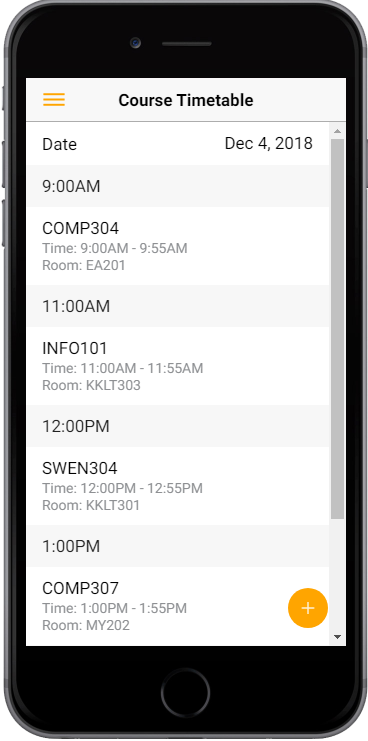 Course Timetable
Date Dec 4, 2018
9:00AM
COMP304
Time: 9:00AM - 9:55AM
Room: EA201
11:00AM
INFO101
Time: 11:00AM - 11:55AM
Room: KKLT303
12:00PM
SWEN304
Time: 12:00PM - 12:55PM
Room: KKLT301
1:00PM
COMP307
Time: 1:00PM - 1:55PM
Room: MY202
+